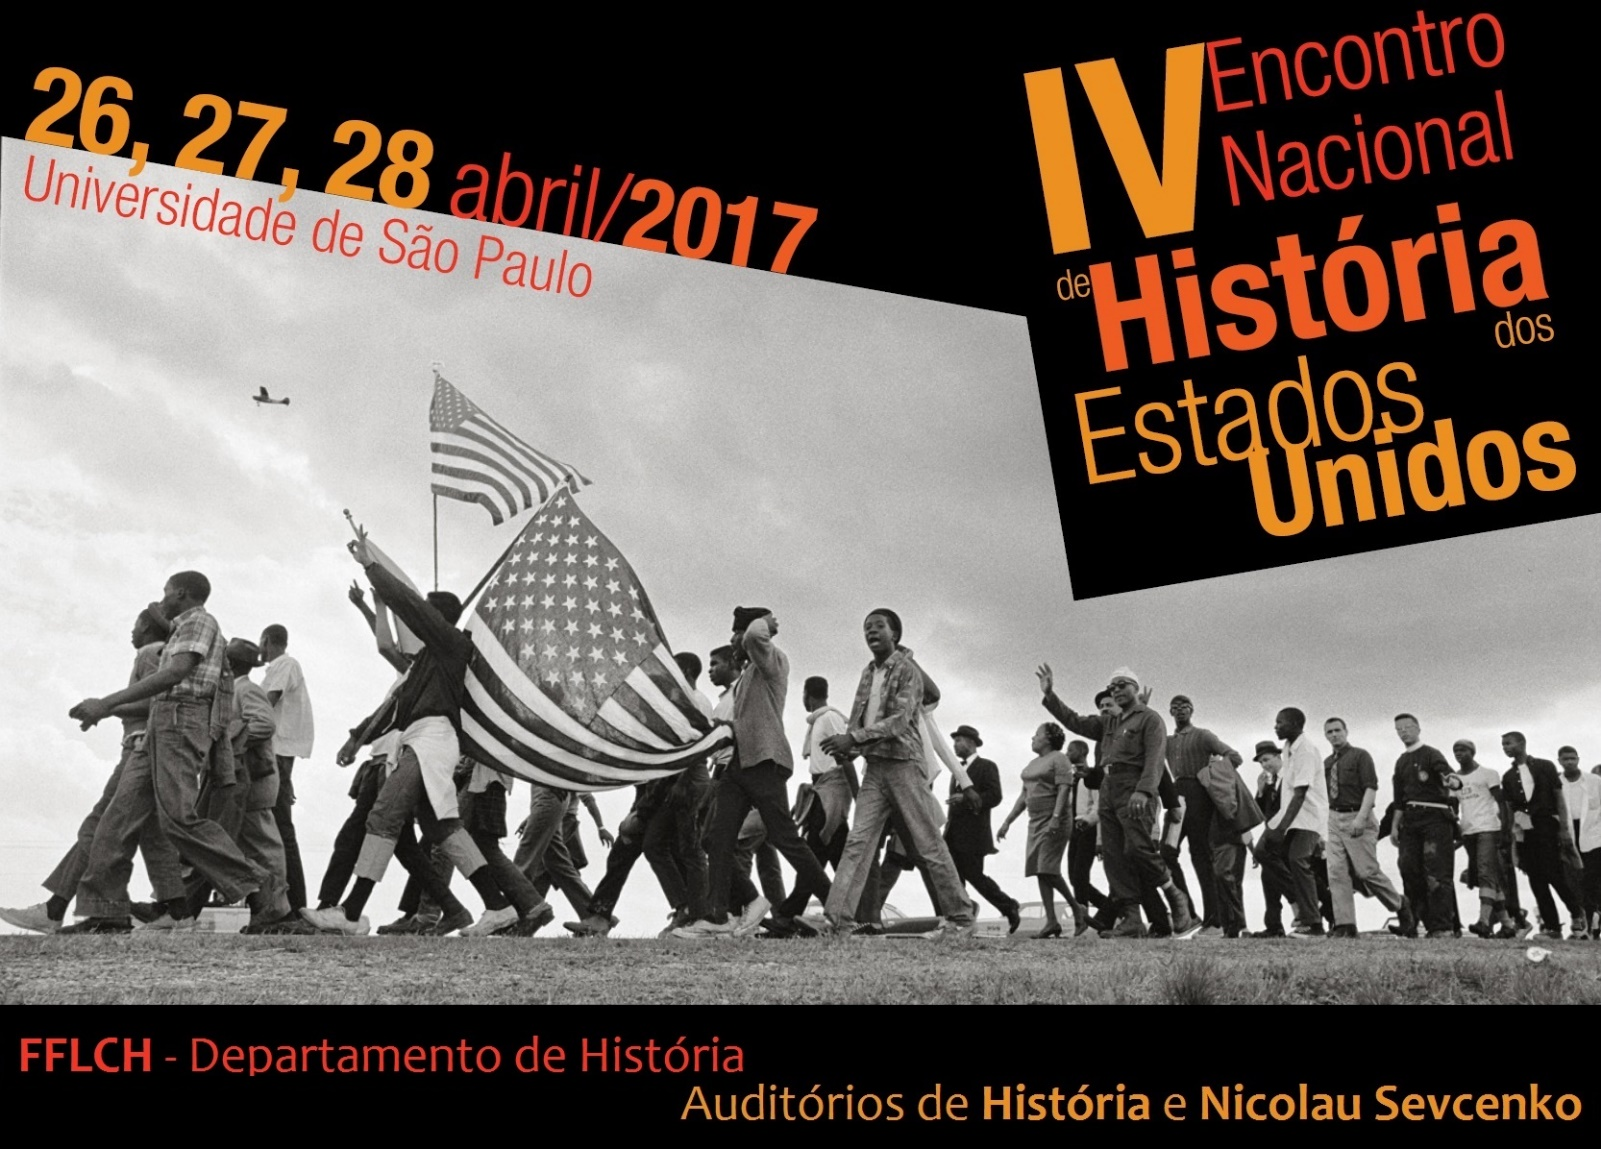 26, 27, 28 abril/2017
Universidade de São Paulo
IV Encontro
Nacional
de História
dos
Estados
Unidos
FFLCH - Departamento de História
Auditórios de História e Nicolau Sevcenko